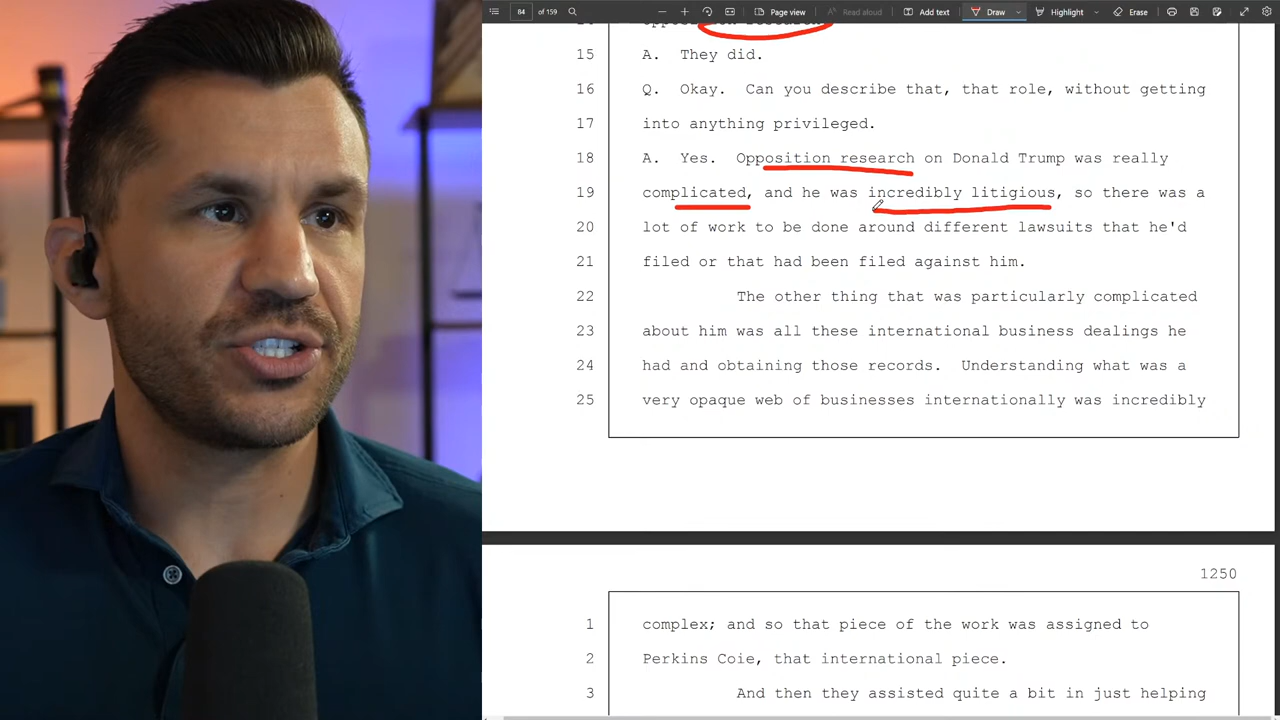 84 of 159 Page view Read aloud Add text Draw Highlight Erase
15 A. They did.
16 Q. Okay. Can you describe that, that role, without getting
17 into anything privileged.
18 A. Yes. Opposition research on Donald Trump was really
19 complicated, and he was incredibly litigious, so there was a
20 lot of work to be done around different lawsuits that he'd
21 filed or that had been filed against him.
22 The other thing that was particularly complicated
23 about him was all these international business dealings he
24 had and obtaining those records. Understanding what was a
25 very opaque web of businesses internationally was incredibly
1250
1 complex; and so that piece of the work was assigned to
2 Perkins Coie, that international piece.
3 And then they assisted quite a bit in just helping